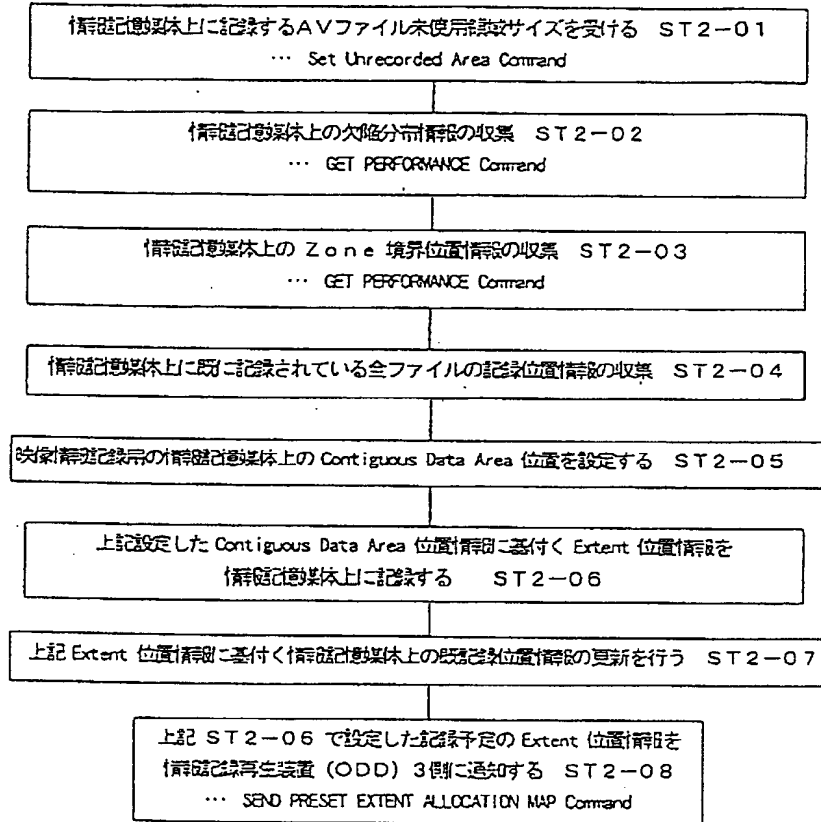 情報記憶媒体上に記録するAVファイル未使用領域サイズを受ける ST2-01
… Set Unrecorded Area Command
情報記憶媒体上の欠陥分布情報の収集 ST2-02
… GET PERFORMANCE Command
情報記憶媒体上の Zone 境界位置情報の収集 ST2-03
… GET PERFORMANCE Command
情報記憶媒体上に既に記録されている全ファイルの記録位置情報の収集 ST2-04
映像情報記録用の情報記憶媒体上の Contiguous Data Area 位置を設定する ST2-05
上記設定した Contiguous Data Area 位置情報に基付く Extent 位置情報を
情報記憶媒体上に記録する ST2-06
上記 Extent 位置情報に基付く情報記憶媒体上の既記録位置情報の更新を行う ST2-07
上記 ST2-06 で設定した記録予定の Extent 位置情報を
情報記録再生装置 (ODD) 3側に通知する ST2-08
… SEND PRESET EXTENT ALLOCATION MAP Command